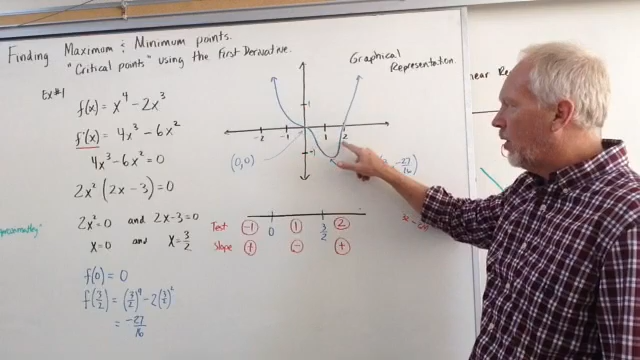 Finding Maximum & Minimum points.
"Critical points" using the First Derivative.
Ex#1
f(x) = x⁴ - 2x³
f'(x) = 4x³ - 6x²
4x³ - 6x² = 0
2x² (2x - 3) = 0
2x² = 0 and 2x - 3 = 0
x = 0 and x = 3/2
f(0) = 0
f(3/2) = (3/2)⁴ - 2(3/2)²
= -27/16
Graphical
Representation.
1
-2 -1 1 2
-1
(0,0)
-27/16)
Test -1 0 1 3/2 2
Slope + - +